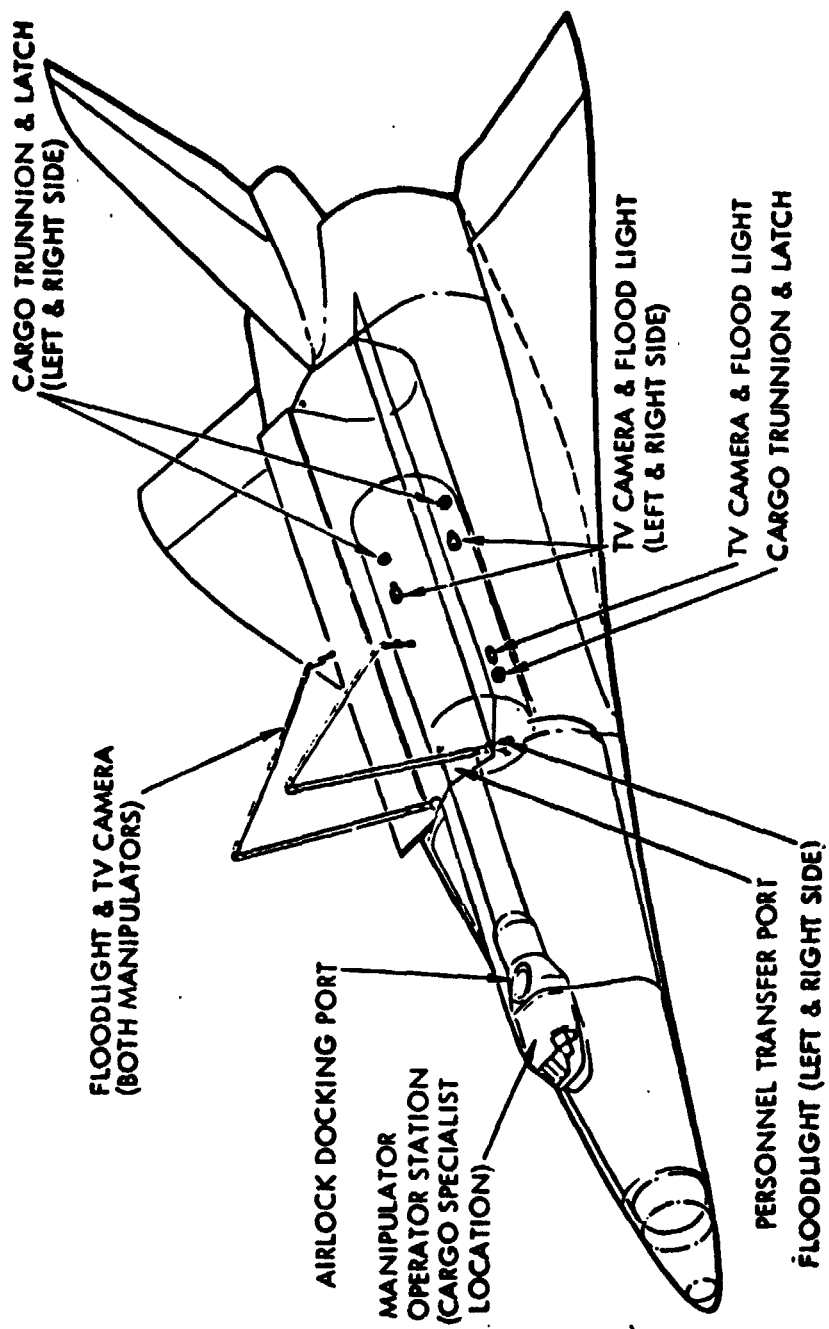 CARGO TRUNNION & LATCH
(LEFT & RIGHT SIDE)
FLOODLIGHT & TV CAMERA
(BOTH MANIPULATORS)
AIRLOCK DOCKING PORT
MANIPULATOR
OPERATOR STATION
(CARGO SPECIALIST
LOCATION)
TV CAMERA & FLOOD LIGHT
(LEFT & RIGHT SIDE)
TV CAMERA & FLOOD LIGHT
CARGO TRUNNION & LATCH
PERSONNEL TRANSFER PORT
FLOODLIGHT (LEFT & RIGHT SIDE)